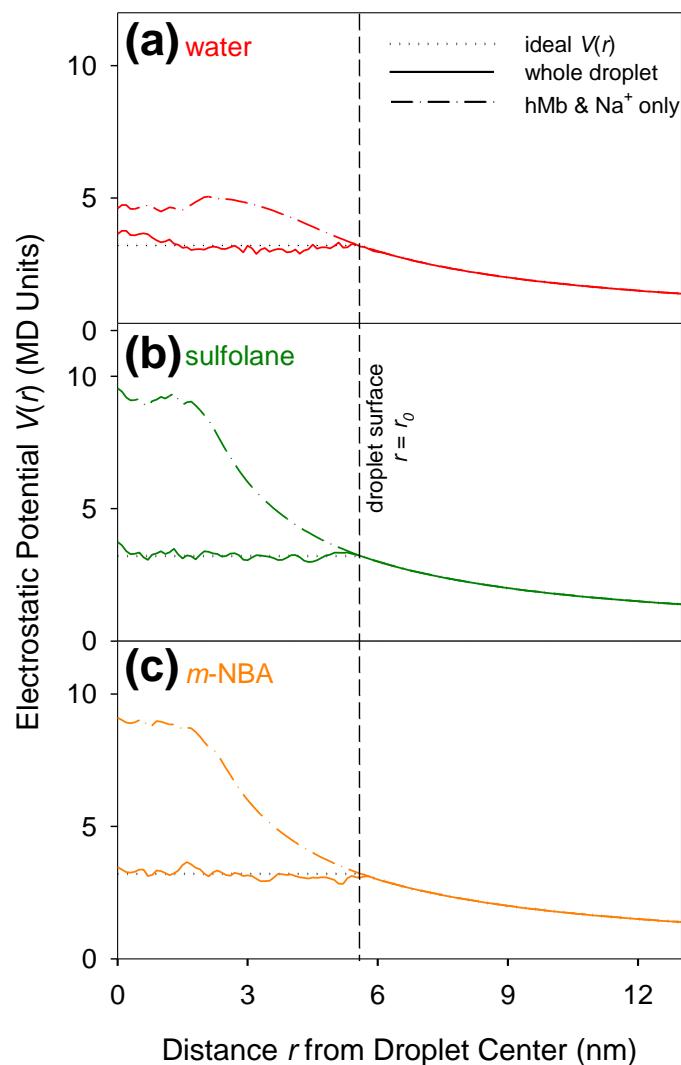 (a) water
ideal V(r)
whole droplet
hMb & Na⁺ only
10
5
0
(b) sulfolane
10
5
0
droplet surface
r = r₀
(c) m-NBA
10
5
0
0 3 6 9 12
Electrostatic Potential V(r) (MD Units)
Distance r from Droplet Center (nm)